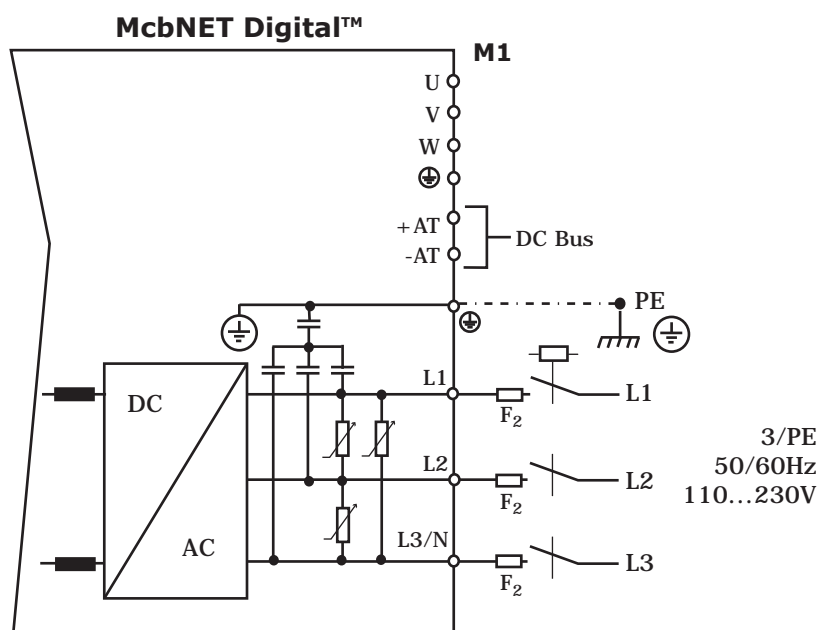 McbNET Digital™
M1
U
V
W
+AT
-AT
DC Bus
PE
L1
L1
F2
DC
L2
L2
F2
3/PE
50/60Hz
110...230V
AC
L3/N
L3
F2